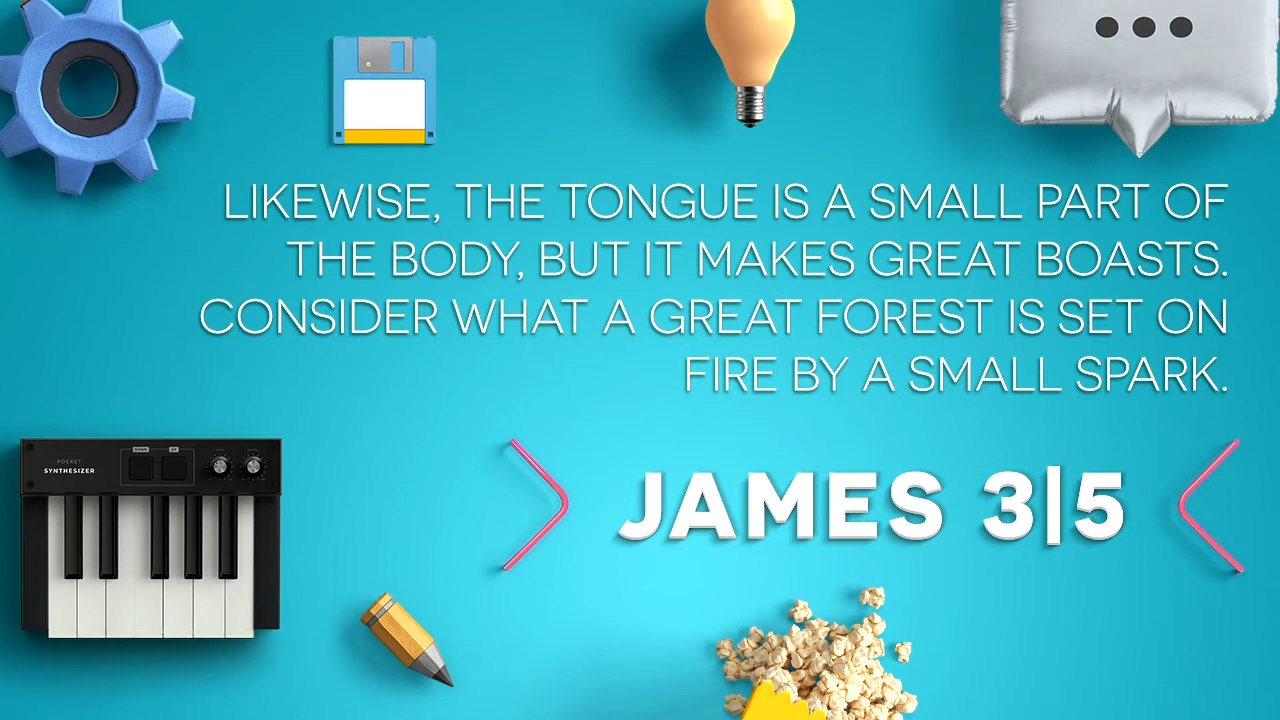 LIKEWISE, THE TONGUE IS A SMALL PART OF
THE BODY, BUT IT MAKES GREAT BOASTS.
CONSIDER WHAT A GREAT FOREST IS SET ON
FIRE BY A SMALL SPARK.
JAMES 3|5
POCKET
SYNTHESIZER